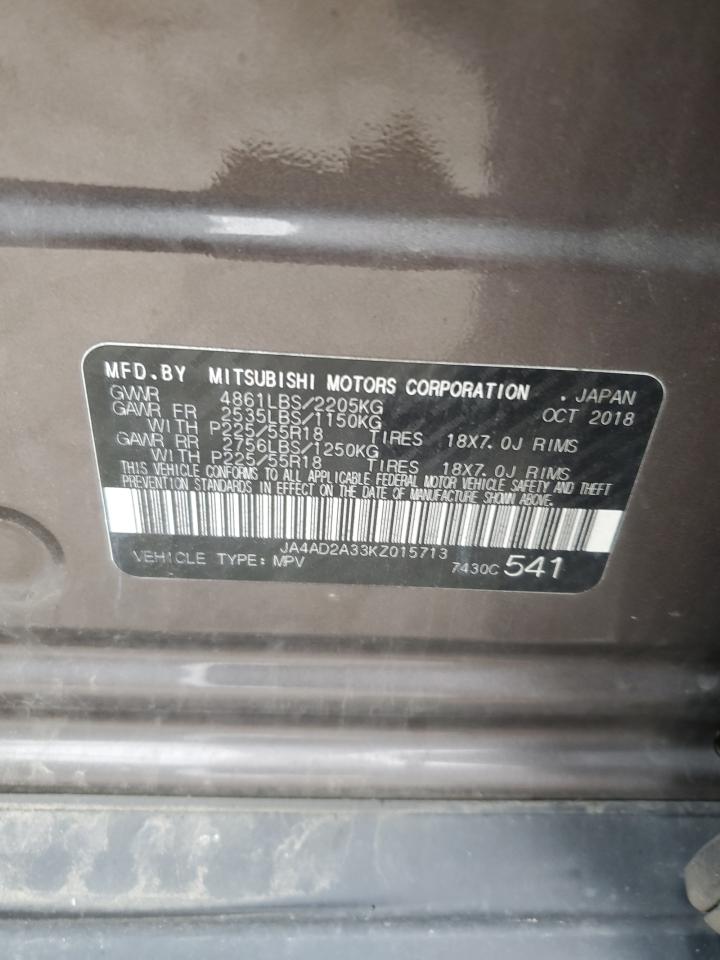 MFD.BY MITSUBISHI MOTORS CORPORATION . JAPAN
GVWR 4861LBS/2205KG OCT 2018
GAWR FR 2535LBS/1150KG
WITH P225/55R18 TIRES 18X7.0J RIMS
GAWR RR 2756LBS/1250KG
WITH P225/55R18 TIRES 18X7.0J RIMS
THIS VEHICLE CONFORMS TO ALL APPLICABLE FEDERAL MOTOR VEHICLE SAFETY AND THEFT
PREVENTION STANDARDS IN EFFECT ON THE DATE OF MANUFACTURE SHOWN ABOVE.
JA4AD2A33KZ015713
VEHICLE TYPE: MPV 7430C 541